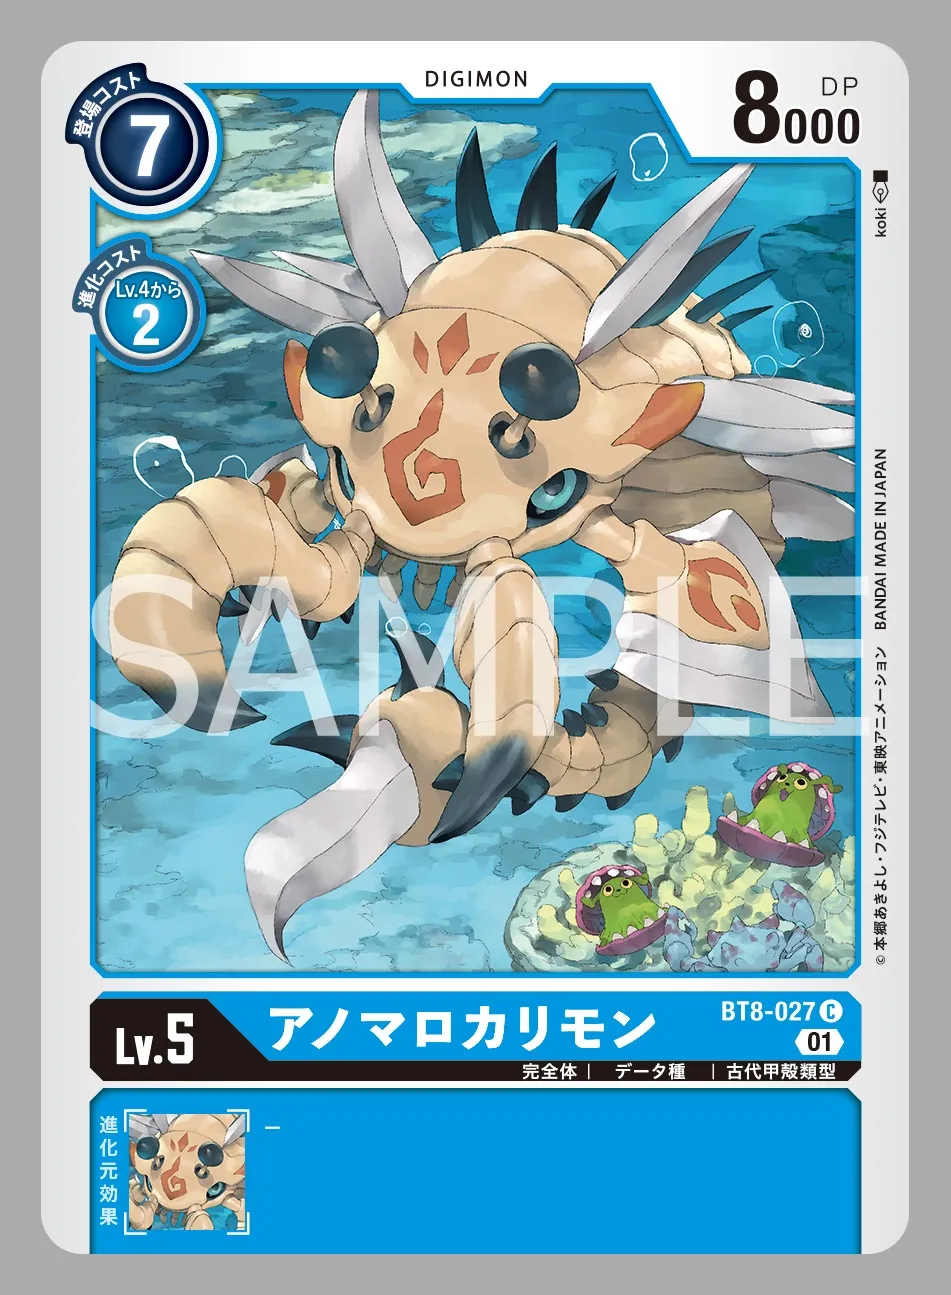 DIGIMON
登場コスト
7
8000
DP
進化コスト
Lv.4から
2
koki
BANDAI MADE IN JAPAN
©本郷あきよし・フジテレビ・東映アニメーション
SAMPLE
Lv.5
アノマロカリモン
BT8-027 C
01
完全体 | データ種 | 古代甲殻類型
進化元効果
–